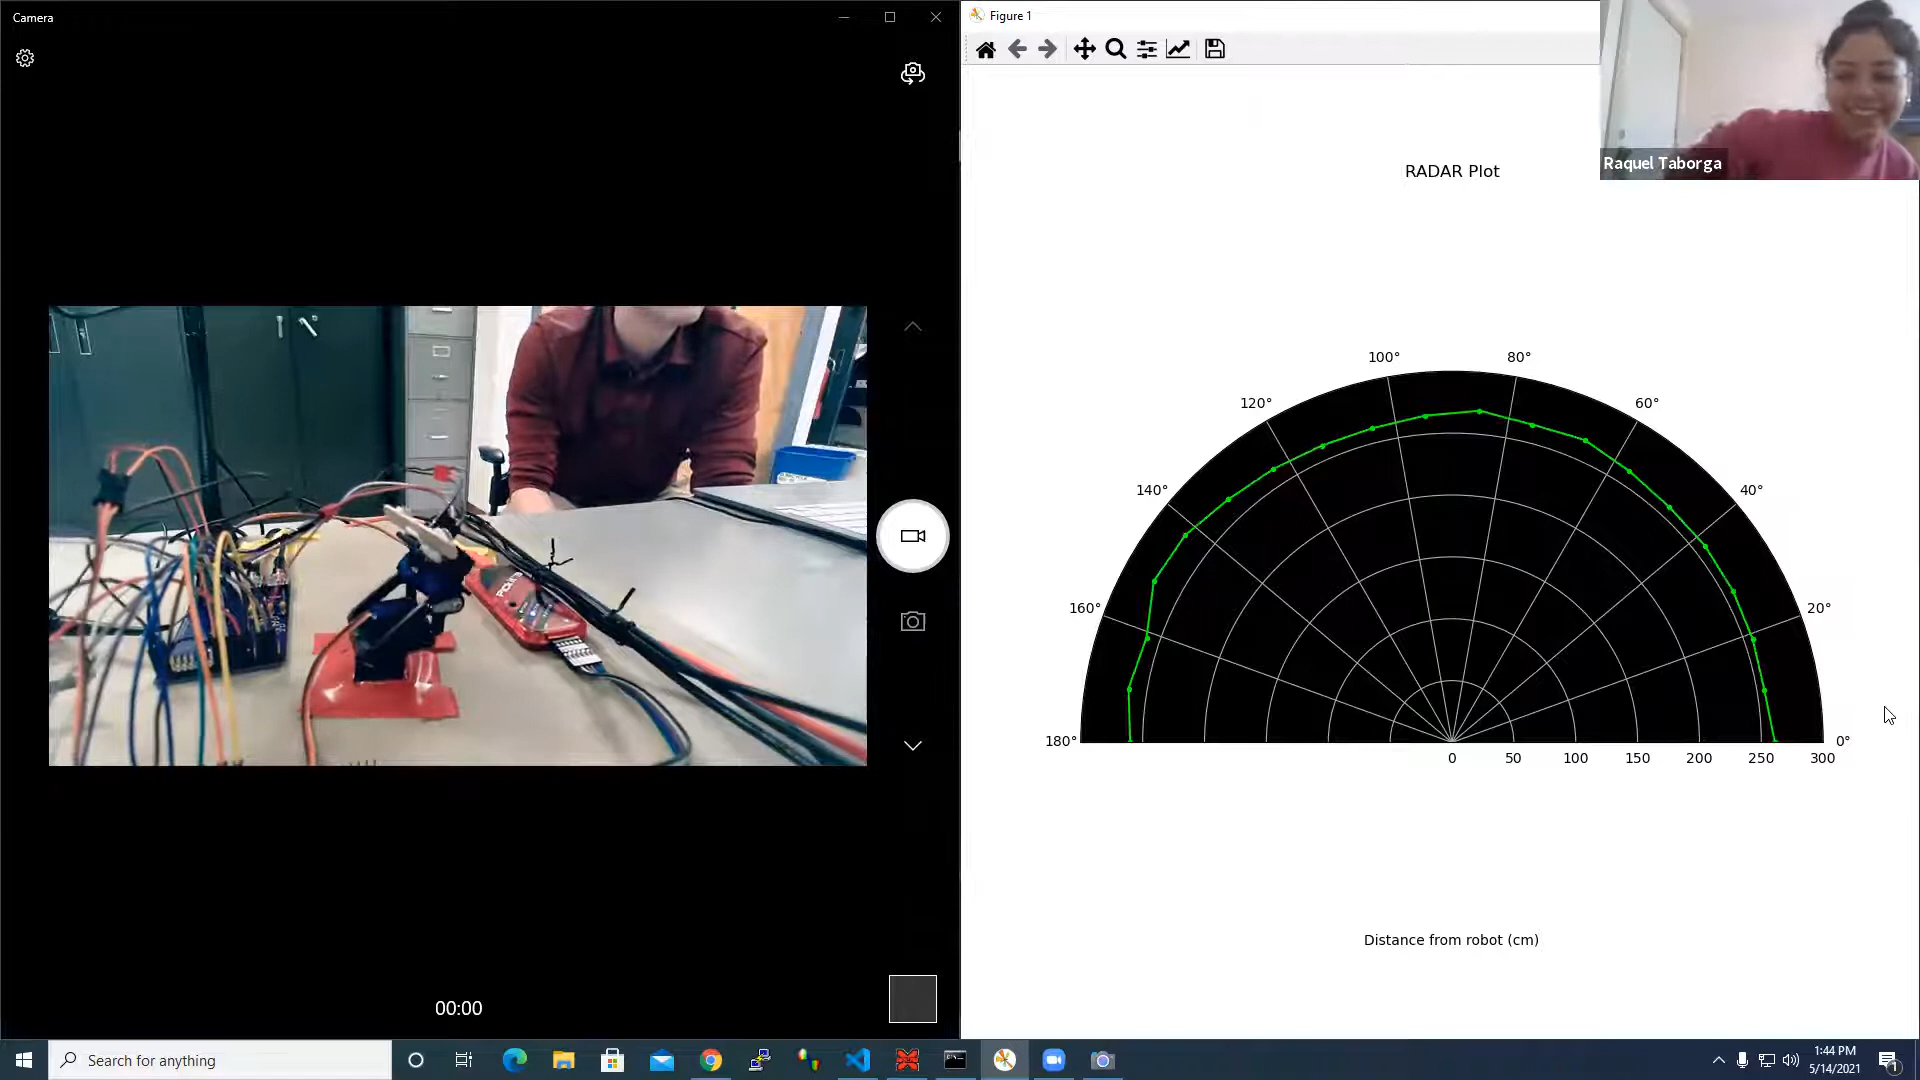 Camera
Figure 1
Raquel Taborga
RADAR Plot
100°
80°
120°
60°
140°
40°
160°
20°
180°
0°
0 50 100 150 200 250 300
Distance from robot (cm)
00:00
Search for anything
1:44 PM
5/14/2021
1